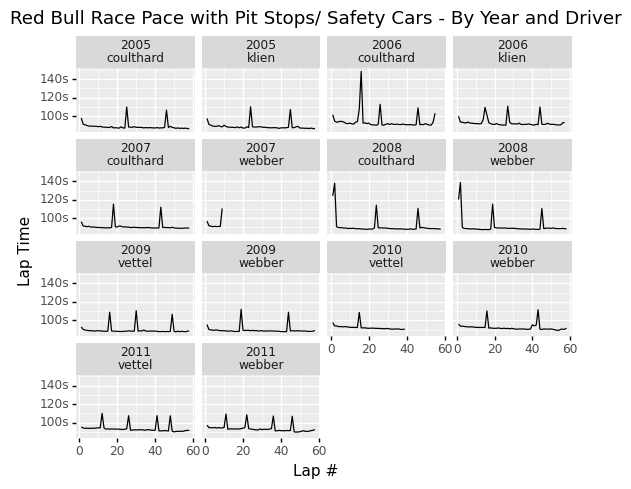 Red Bull Race Pace with Pit Stops/ Safety Cars - By Year and Driver
2005 2005 2006 2006
coulthard klien coulthard klien
140s
120s
100s
2007 2007 2008 2008
coulthard webber coulthard webber
140s
120s
100s
2009 2009 2010 2010
vettel webber vettel webber
140s
120s
100s
0 20 40 60 0 20 40 60
2011 2011
vettel webber
140s
120s
100s
0 20 40 60 0 20 40 60
Lap #
Lap Time